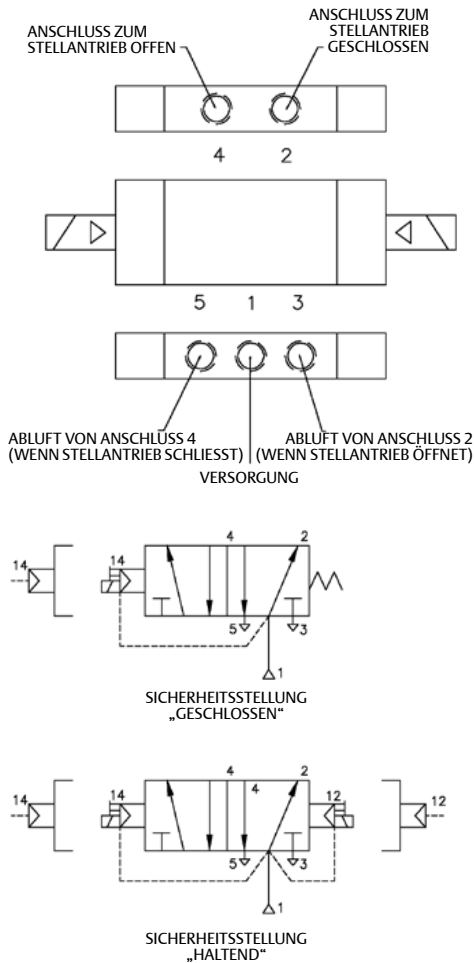 ANSCHLUSS ZUM
STELLANTRIEB OFFEN
ANSCHLUSS ZUM
STELLANTRIEB
GESCHLOSSEN
4 2
5 1 3
ABLUFT VON ANSCHLUSS 4
(WENN STELLANTRIEB SCHLIESST)
ABLUFT VON ANSCHLUSS 2
(WENN STELLANTRIEB ÖFFNET)
VERSORGUNG
14 14 4 2
5 3
1
SICHERHEITSSTELLUNG
„GESCHLOSSEN“
14 14 4 2 12 12
4
5 3
1
SICHERHEITSSTELLUNG
„HALTEND“